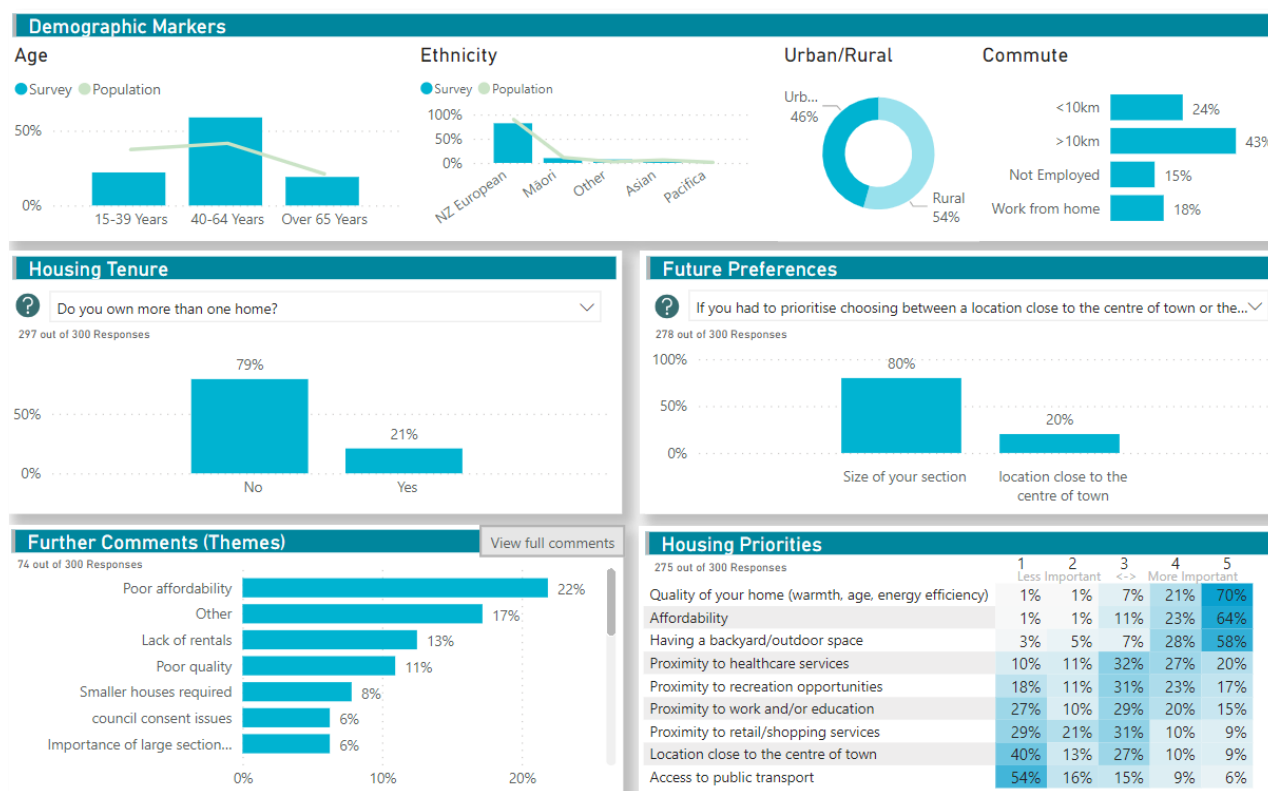 Demographic Markers
Age
Survey Population
50%
0%
15-39 Years 40-64 Years Over 65 Years
Ethnicity
Survey Population
100%
50%
0%
NZ European Māori Other Asian Pacifica
Urban/Rural
Urb...
46%
Rural
54%
Commute
<10km 24%
>10km 43%
Not Employed 15%
Work from home 18%
Housing Tenure
? Do you own more than one home?
297 out of 300 Responses
79%
50%
21%
0%
No Yes
Future Preferences
? If you had to prioritise choosing between a location close to the centre of town or the...
278 out of 300 Responses
100%
80%
50%
20%
0%
Size of your section location close to the
centre of town
Further Comments (Themes) View full comments
74 out of 300 Responses
Poor affordability 22%
Other 17%
Lack of rentals 13%
Poor quality 11%
Smaller houses required 8%
council consent issues 6%
Importance of large section... 6%
0% 10% 20%
Housing Priorities
275 out of 300 Responses
1 2 3 4 5
Less Important <-> More Important
Quality of your home (warmth, age, energy efficiency) 1% 1% 7% 21% 70%
Affordability 1% 1% 11% 23% 64%
Having a backyard/outdoor space 3% 5% 7% 28% 58%
Proximity to healthcare services 10% 11% 32% 27% 20%
Proximity to recreation opportunities 18% 11% 31% 23% 17%
Proximity to work and/or education 27% 10% 29% 20% 15%
Proximity to retail/shopping services 29% 21% 31% 10% 9%
Location close to the centre of town 40% 13% 27% 10% 9%
Access to public transport 54% 16% 15% 9% 6%